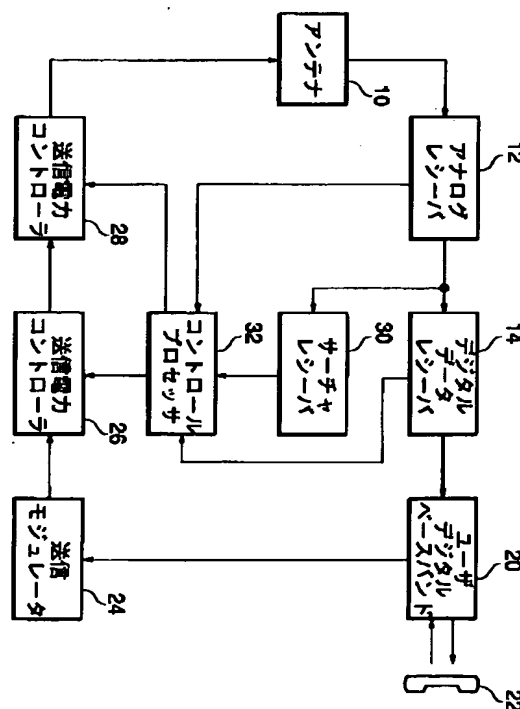 12
アナログ
レシーバ
14
デジタル
データ
レシーバ
20
ユーザ
デジタル
ベースバンド
22
10
アンテナ
30
サーチャ
レシーバ
32
コントロール
プロセッサ
28
送信電力
コントローラ
26
送信電力
コントローラ
24
送信
モジュレータ